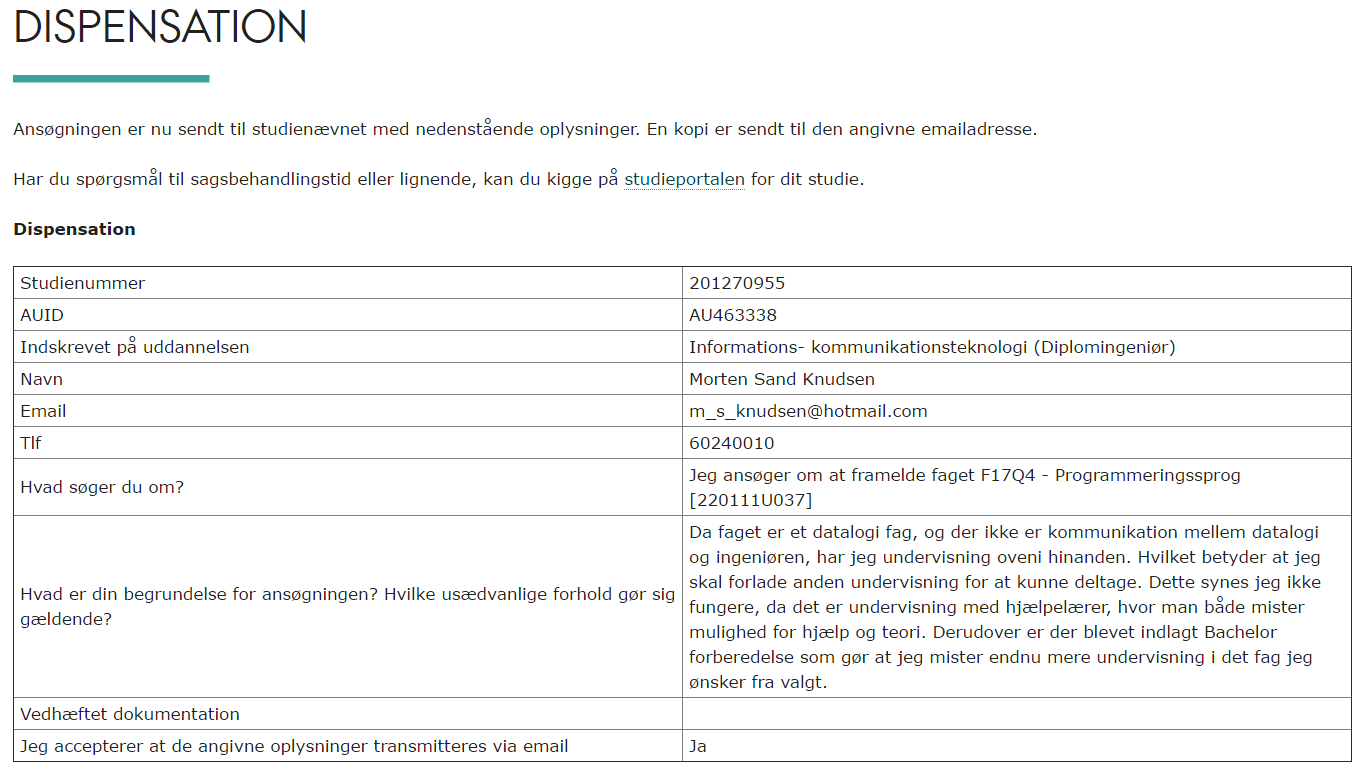 DISPENSATION
Ansøgningen er nu sendt til studienævnet med nedenstående oplysninger. En kopi er sendt til den angivne emailadresse.
Har du spørgsmål til sagsbehandlingstid eller lignende, kan du kigge på studieportalen for dit studie.
Dispensation
Studienummer 201270955
AUID AU463338
Indskrevet på uddannelsen Informations- kommunikationsteknologi (Diplomingeniør)
Navn Morten Sand Knudsen
Email m_s_knudsen@hotmail.com
Tlf 60240010
Hvad søger du om?
Jeg ansøger om at framelde faget F17Q4 - Programmeringssprog
[220111U037]
Hvad er din begrundelse for ansøgningen? Hvilke usædvanlige forhold gør sig
gældende?
Da faget er et datalogi fag, og der ikke er kommunikation mellem datalogi
og ingeniøren, har jeg undervisning oveni hinanden. Hvilket betyder at jeg
skal forlade anden undervisning for at kunne deltage. Dette synes jeg ikke
fungere, da det er undervisning med hjælpelærer, hvor man både mister
mulighed for hjælp og teori. Derudover er der blevet indlagt Bachelor
forberedelse som gør at jeg mister endnu mere undervisning i det fag jeg
ønsker fra valgt.
Vedhæftet dokumentation
Jeg accepterer at de angivne oplysninger transmitteres via email Ja